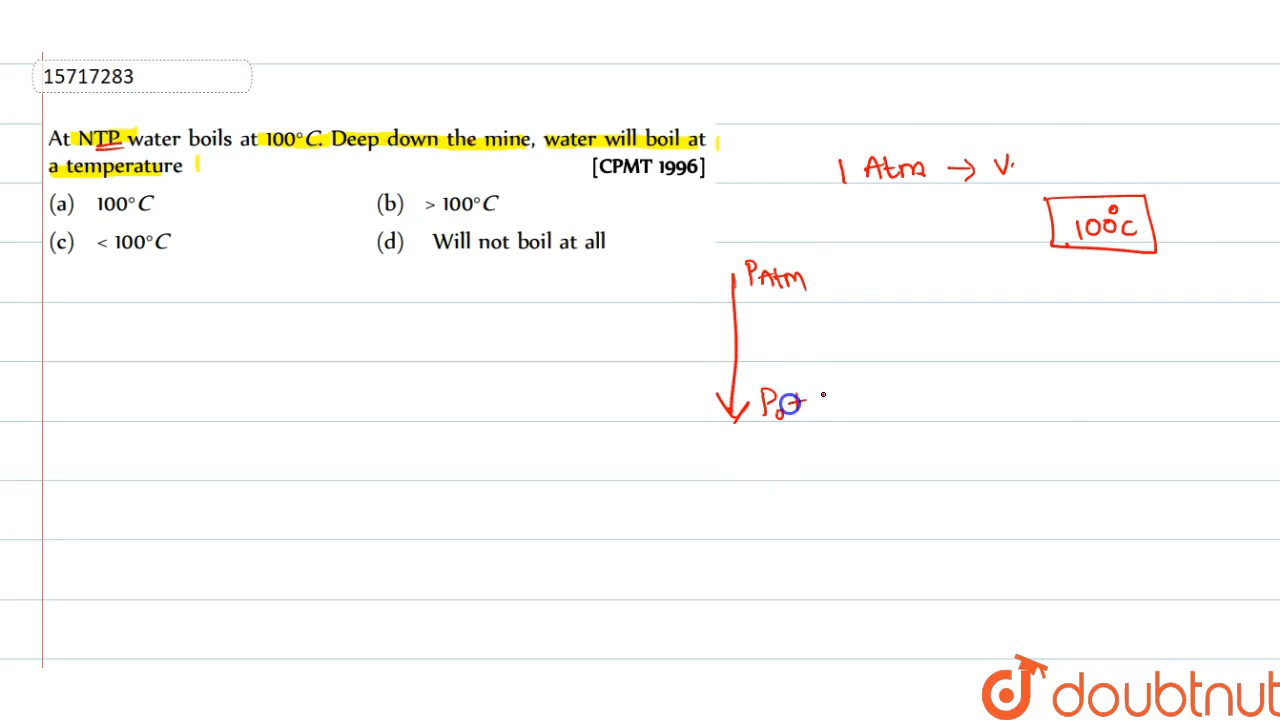 15717283
At NTP water boils at 100°C. Deep down the mine, water will boil at
a temperature [CPMT 1996]
(a) 100°C (b) > 100°C
(c) < 100°C (d) Will not boil at all
1 Atm → V.
100°C
PAtm
P0 +
doubtnut